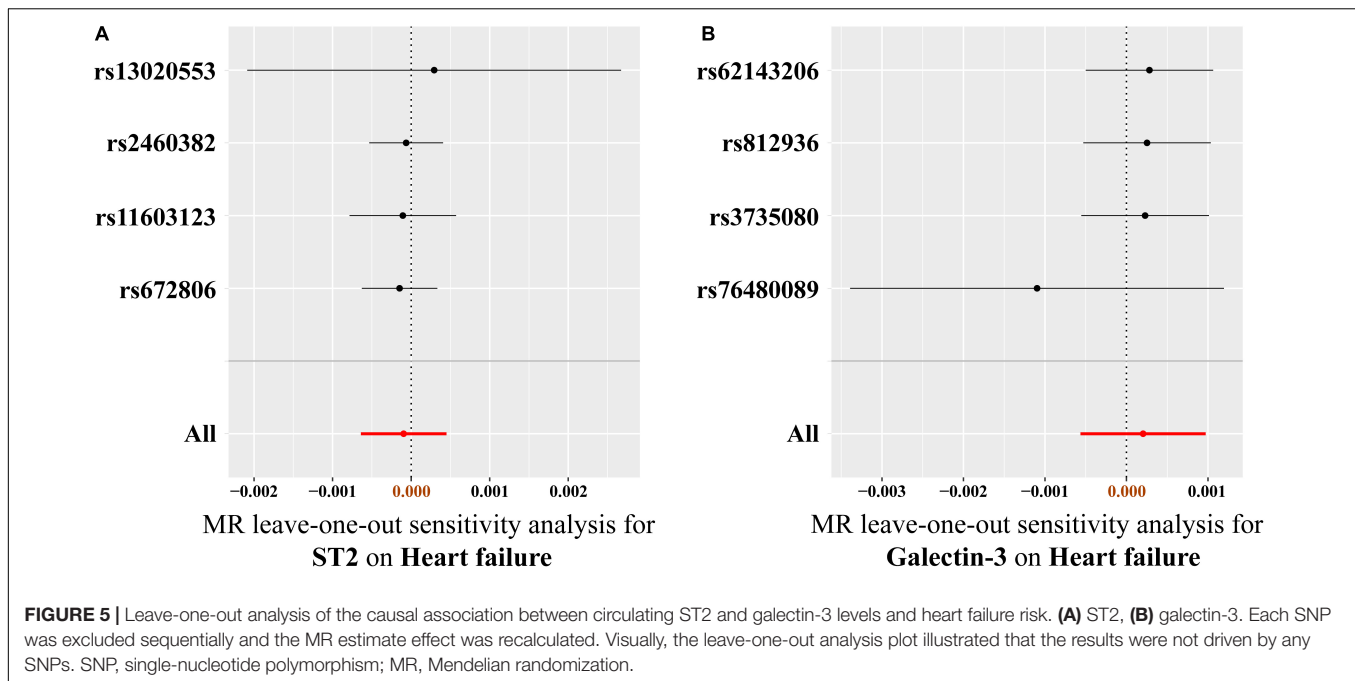 A
rs13020553
rs2460382
rs11603123
rs672806
All
−0.002 −0.001 0.000 0.001 0.002
MR leave-one-out sensitivity analysis for
ST2 on Heart failure
B
rs62143206
rs812936
rs3735080
rs76480089
All
−0.003 −0.002 −0.001 0.000 0.001
MR leave-one-out sensitivity analysis for
Galectin-3 on Heart failure
FIGURE 5 | Leave-one-out analysis of the causal association between circulating ST2 and galectin-3 levels and heart failure risk. (A) ST2, (B) galectin-3. Each SNP
was excluded sequentially and the MR estimate effect was recalculated. Visually, the leave-one-out analysis plot illustrated that the results were not driven by any
SNPs. SNP, single-nucleotide polymorphism; MR, Mendelian randomization.